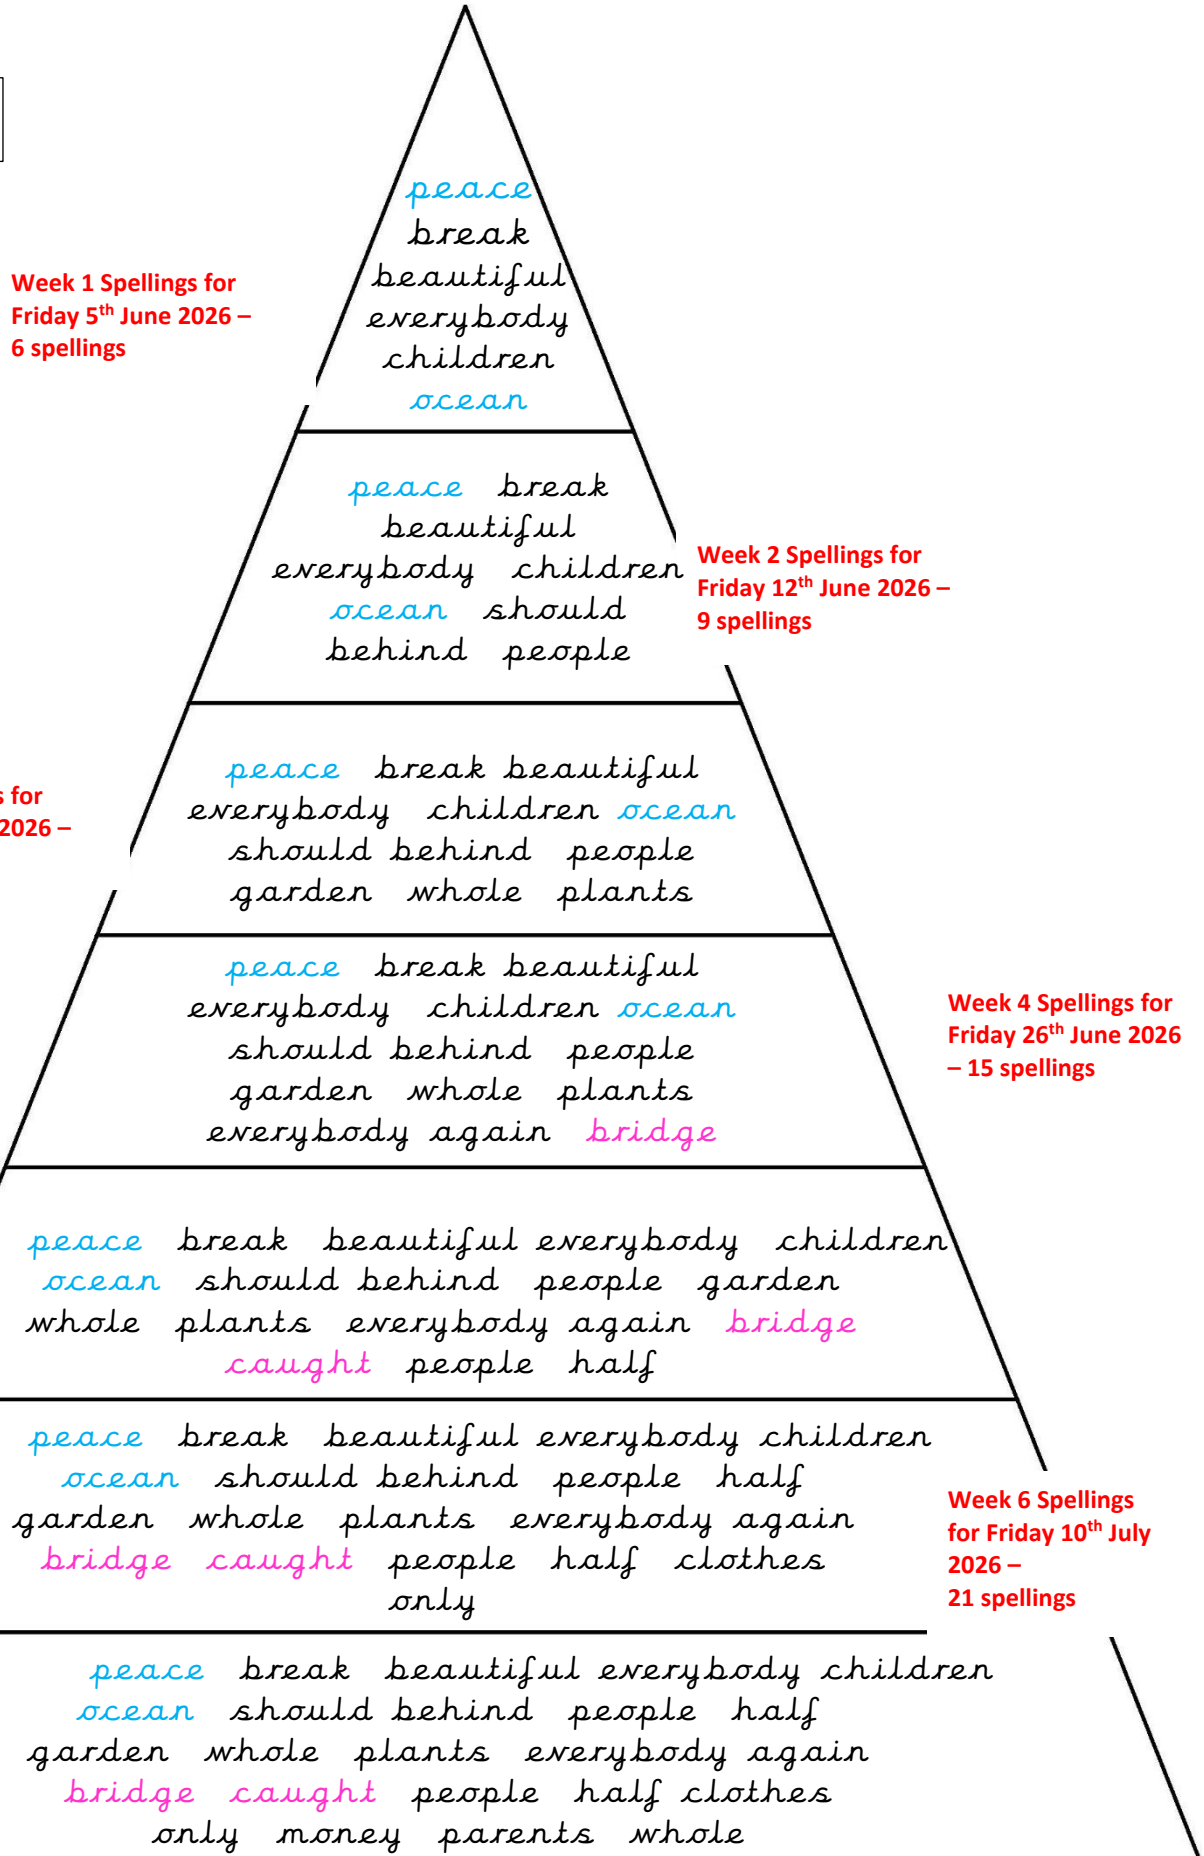 peace
break
beautiful
everybody
children
ocean
Week 1 Spellings for
Friday 5th June 2026 –
6 spellings
peace break
beautiful
everybody children
ocean should
behind people
Week 2 Spellings for
Friday 12th June 2026 –
9 spellings
peace break beautiful
everybody children ocean
should behind people
garden whole plants
s for
2026 –
peace break beautiful
everybody children ocean
should behind people
garden whole plants
everybody again bridge
Week 4 Spellings for
Friday 26th June 2026
– 15 spellings
peace break beautiful everybody children
ocean should behind people garden
whole plants everybody again bridge
caught people half
peace break beautiful everybody children
ocean should behind people half
garden whole plants everybody again
bridge caught people half clothes
only
Week 6 Spellings
for Friday 10th July
2026 –
21 spellings
peace break beautiful everybody children
ocean should behind people half
garden whole plants everybody again
bridge caught people half clothes
only money parents whole